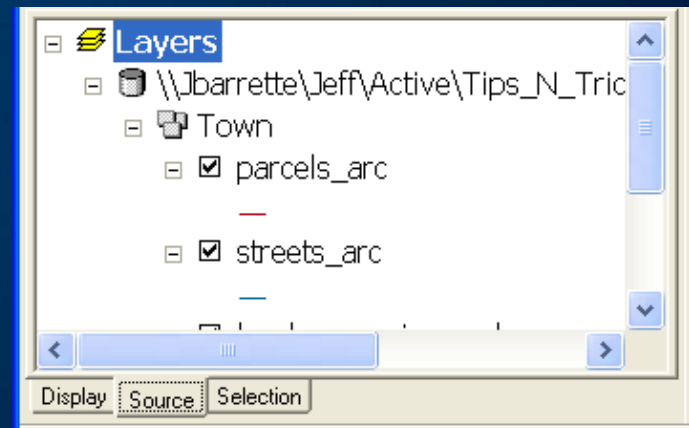 Layers
\\Jbarrette\Jeff\Active\Tips_N_Tric
Town
parcels_arc
streets_arc
Display Source Selection